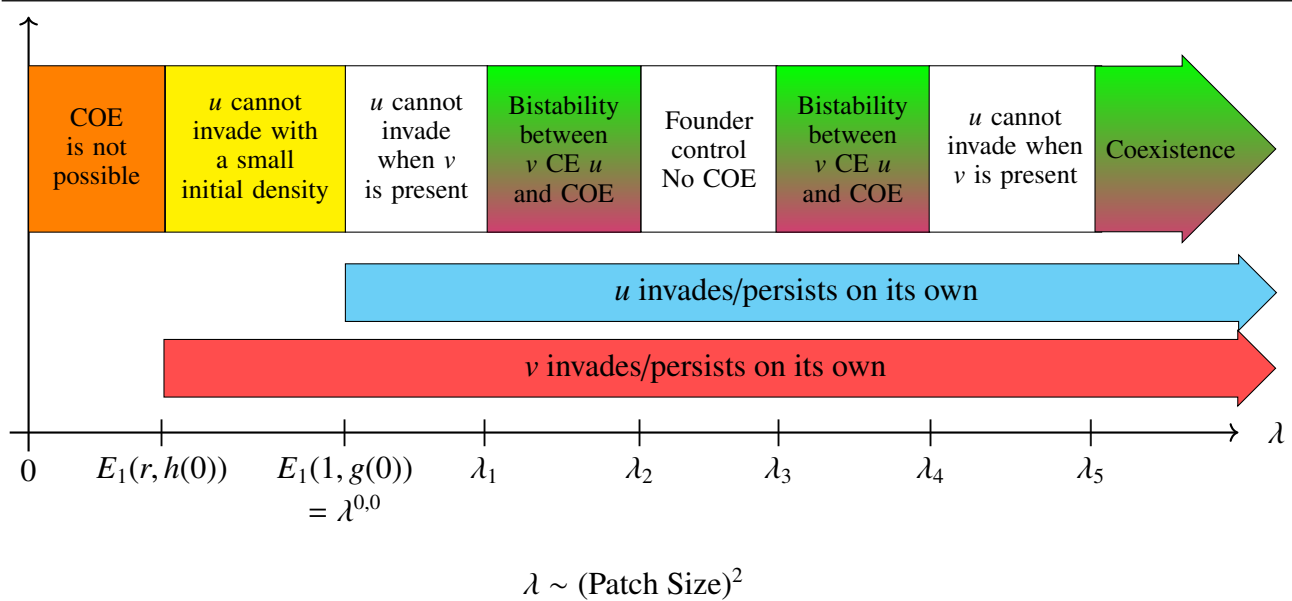 COE
is not
possible
u cannot
invade with
a small
initial density
u cannot
invade
when v
is present
Bistability
between
v CE u
and COE
Founder
control
No COE
Bistability
between
v CE u
and COE
u cannot
invade when
v is present
Coexistence
u invades/persists on its own
v invades/persists on its own
0
E₁(r, h(0))
E₁(1, g(0))
= λ⁰,⁰
λ₁
λ₂
λ₃
λ₄
λ₅
λ
λ ∼ (Patch Size)²